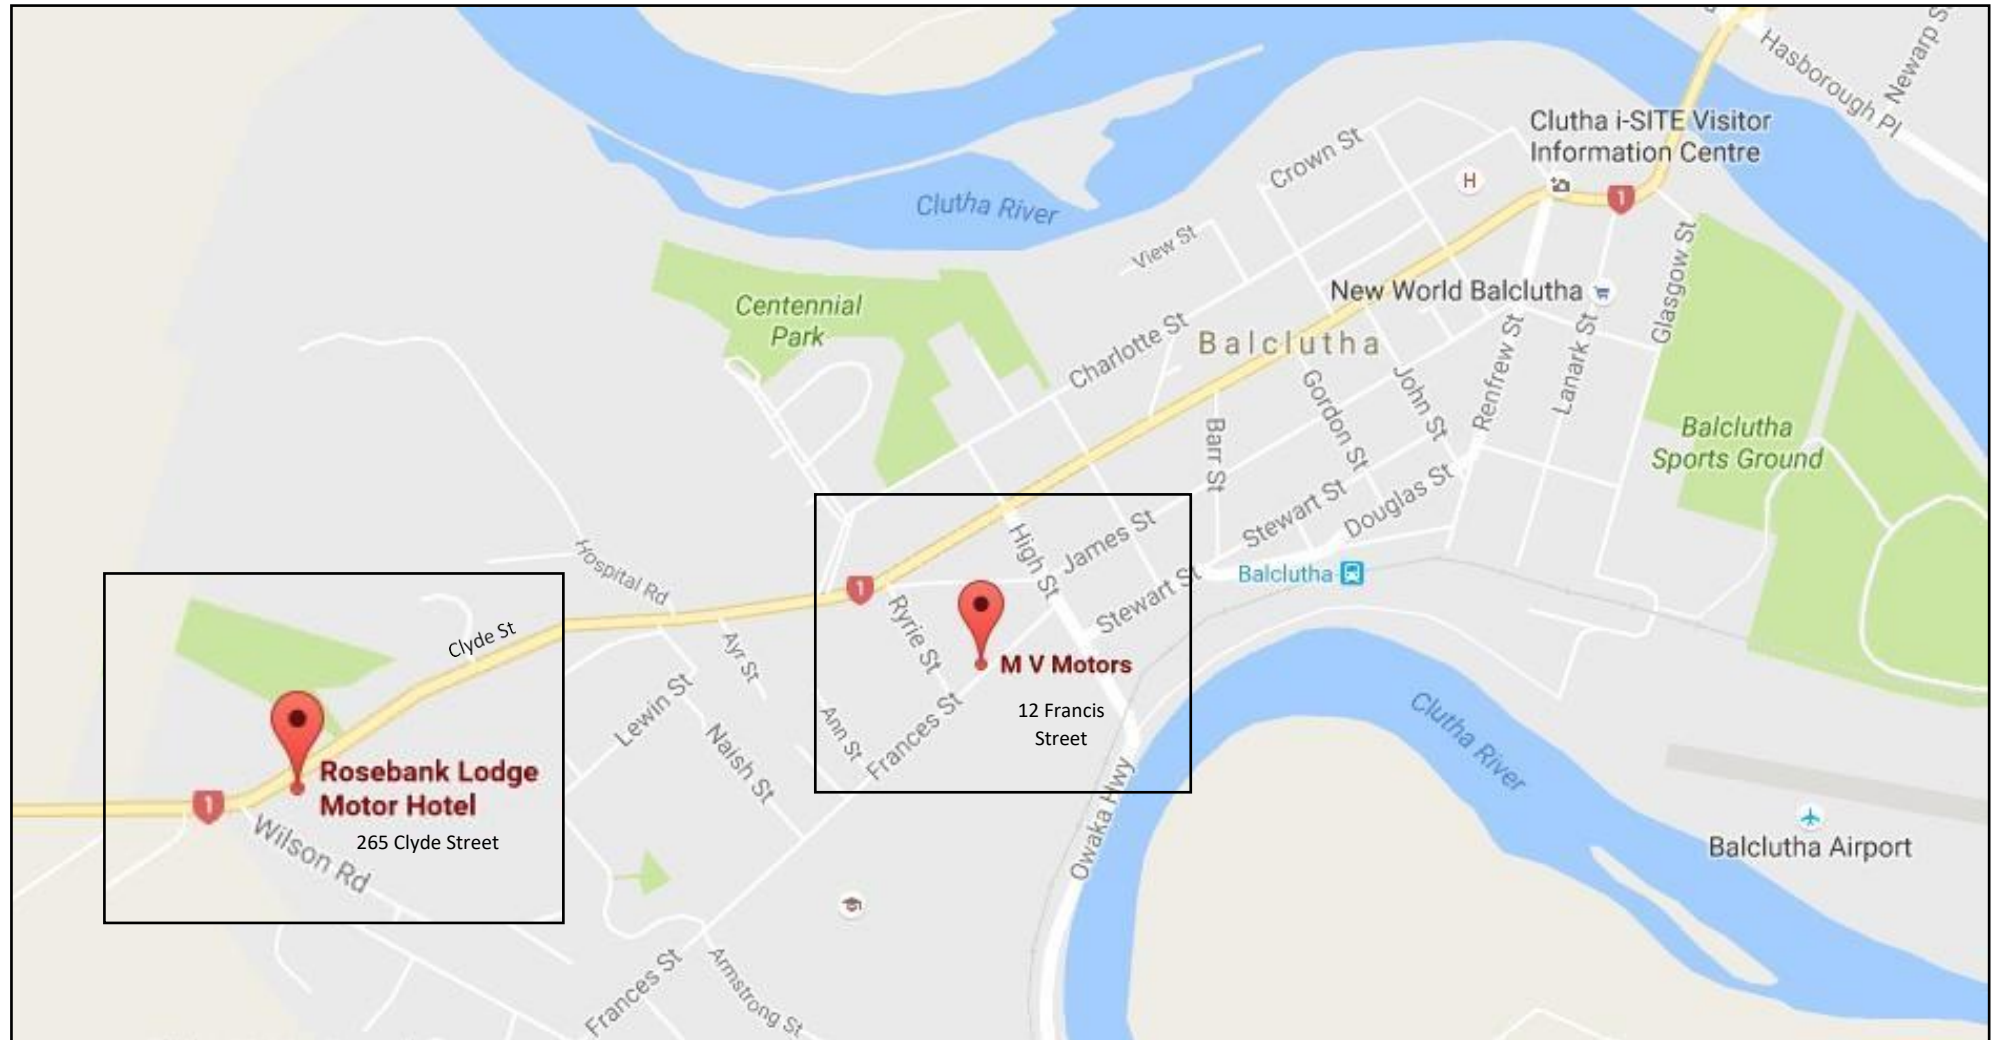 Hasborough Pl
Newarp S
Clutha i-SITE Visitor
Information Centre
Crown St
H
1
Clutha River
View St
Glasgow St
New World Balclutha
Centennial
Park
Charlotte St
Balclutha
Renfrew St
Lanark St
Gordon St
John St
Barr St
Balclutha
Sports Ground
Stewart St
Douglas St
High St
James St
Hospital Rd
Balclutha
1
Stewart St
Ryrie St
Clyde St
Ayr St
M V Motors
12 Francis
Street
Lewin St
Ann St
Frances St
Naish St
Clutha River
Rosebank Lodge
Motor Hotel
265 Clyde Street
1
Wilson Rd
Owaka Hwy
Balclutha Airport
Frances St
Armstrong St